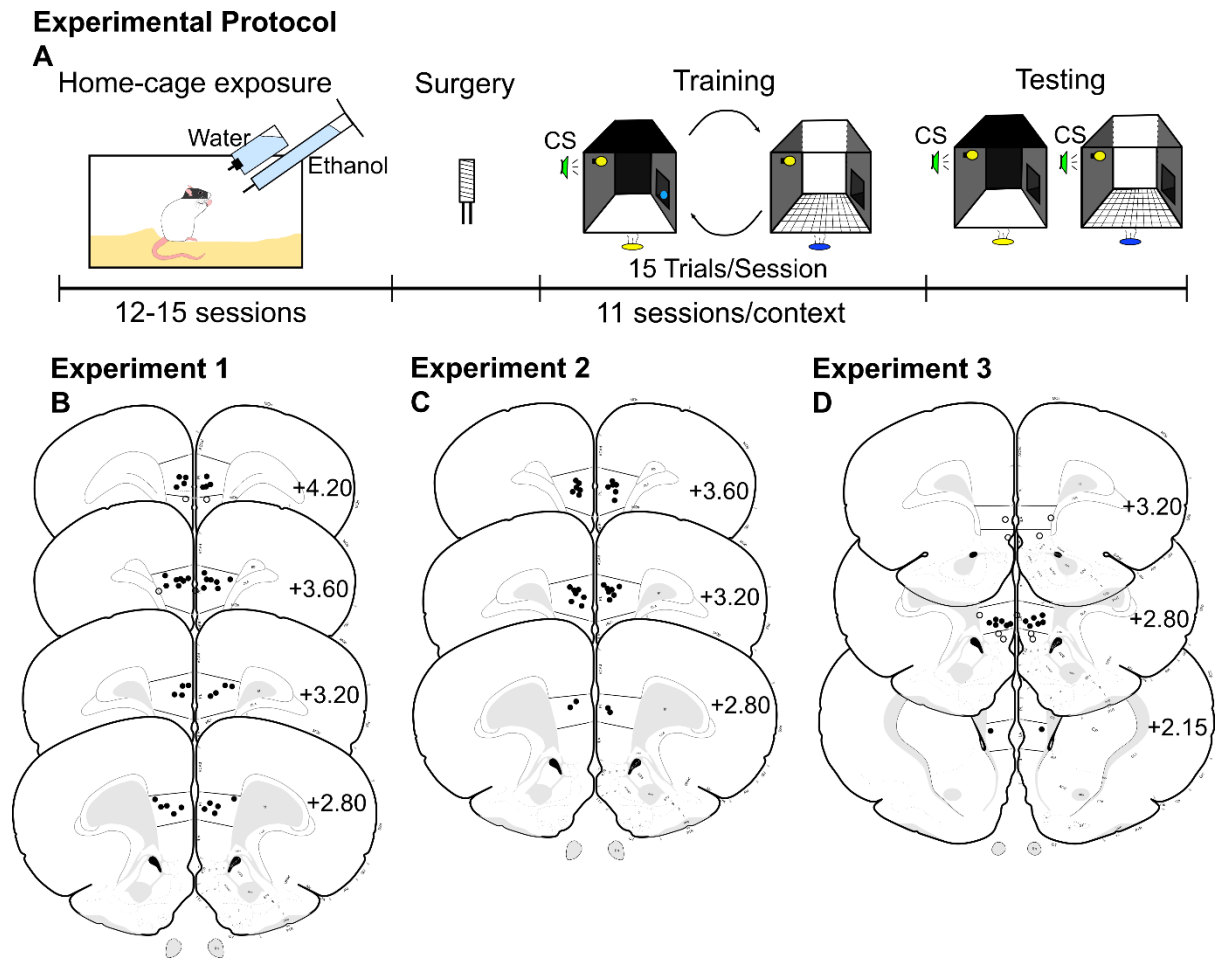 Experimental Protocol
A
Home-cage exposure
Surgery
Training
Testing
Water
Ethanol
CS
CS
CS
15 Trials/Session
12-15 sessions
11 sessions/context
Experiment 1
B
+4.20
+3.60
+3.20
+2.80
Experiment 2
C
+3.60
+3.20
+2.80
Experiment 3
D
+3.20
+2.80
+2.15